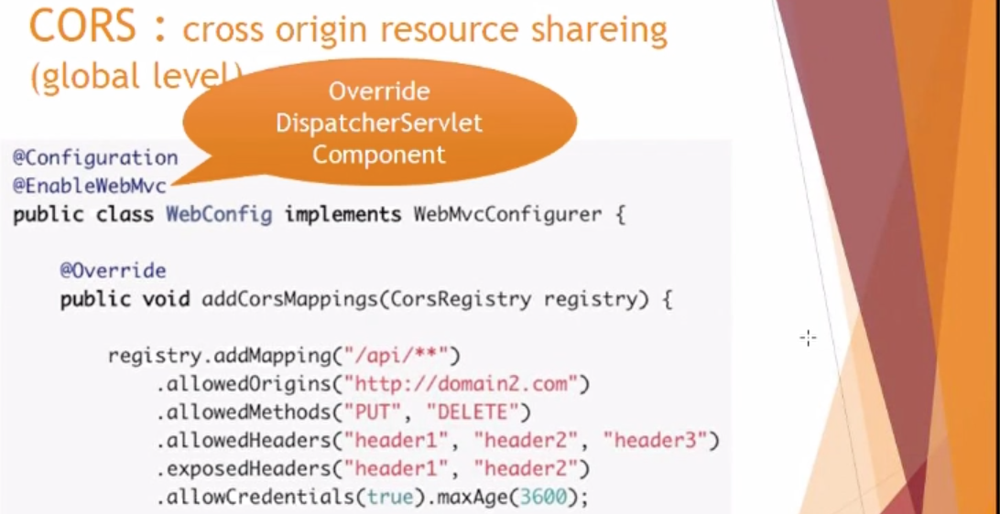 CORS : cross origin resource shareing
(global level)
Override
DispatcherServlet
Component
@Configuration
@EnableWebMvc
public class WebConfig implements WebMvcConfigurer {
@Override
public void addCorsMappings(CorsRegistry registry) {
registry.addMapping("/api/**")
.allowedOrigins("http://domain2.com")
.allowedMethods("PUT", "DELETE")
.allowedHeaders("header1", "header2", "header3")
.exposedHeaders("header1", "header2")
.allowCredentials(true).maxAge(3600);